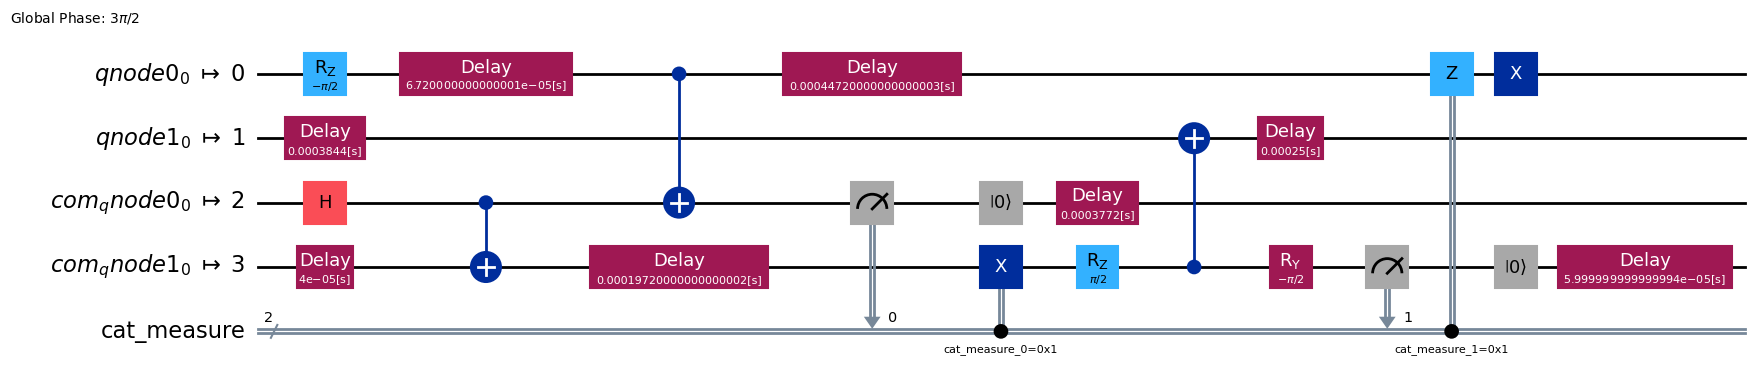 Global Phase: 3π/2
qnode0₀ ↦ 0
R_Z
−π/2
Delay
6.720000000000001e−05[s]
Delay
0.00044720000000000003[s]
Z
X
qnode1₀ ↦ 1
Delay
0.0003844[s]
Delay
0.00025[s]
com_qnode0₀ ↦ 2
H
|0⟩
Delay
0.0003772[s]
com_qnode1₀ ↦ 3
Delay
4e−05[s]
Delay
0.00019720000000000002[s]
X
R_Z
π/2
R_Y
−π/2
|0⟩
Delay
5.999999999999994e−05[s]
cat_measure
2
0
1
cat_measure_0=0x1
cat_measure_1=0x1